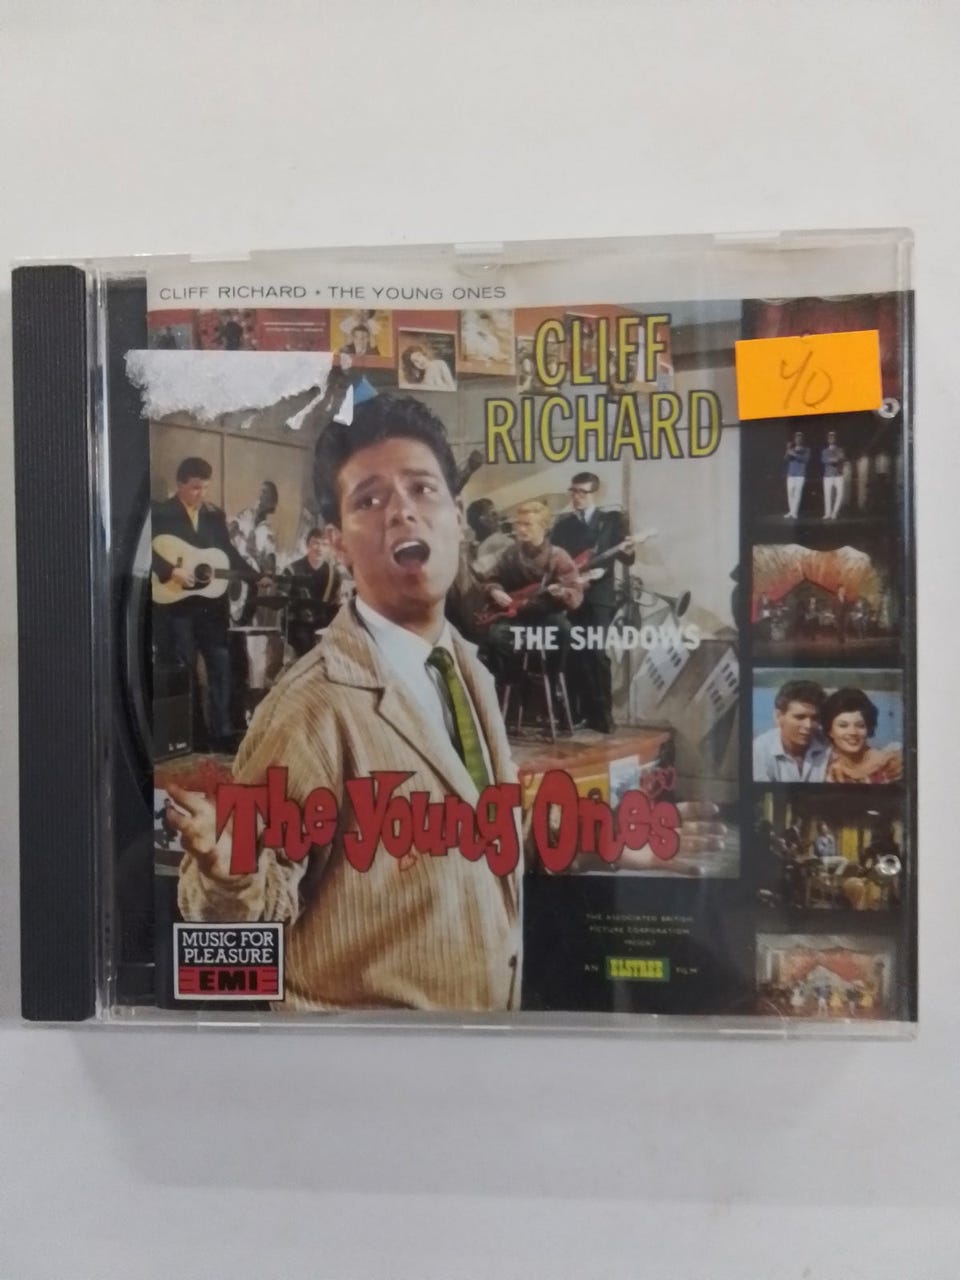 CLIFF RICHARD • THE YOUNG ONES
CLIFF
RICHARD
40
THE SHADOWS
The Young Ones
MUSIC FOR
PLEASURE
EMI
THE ASSOCIATED BRITISH
PICTURE CORPORATION
PRESENT
AN ELSTREE FILM